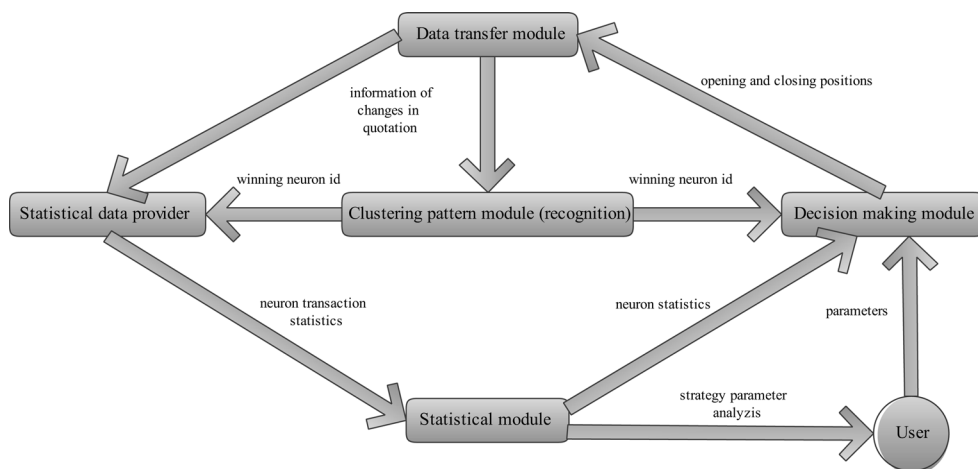 Data transfer module
opening and closing positions
information of
changes in
quotation
winning neuron id
winning neuron id
Statistical data provider
Clustering pattern module (recognition)
Decision making module
neuron transaction
statistics
neuron statistics
parameters
strategy parameter
analyzis
Statistical module
User